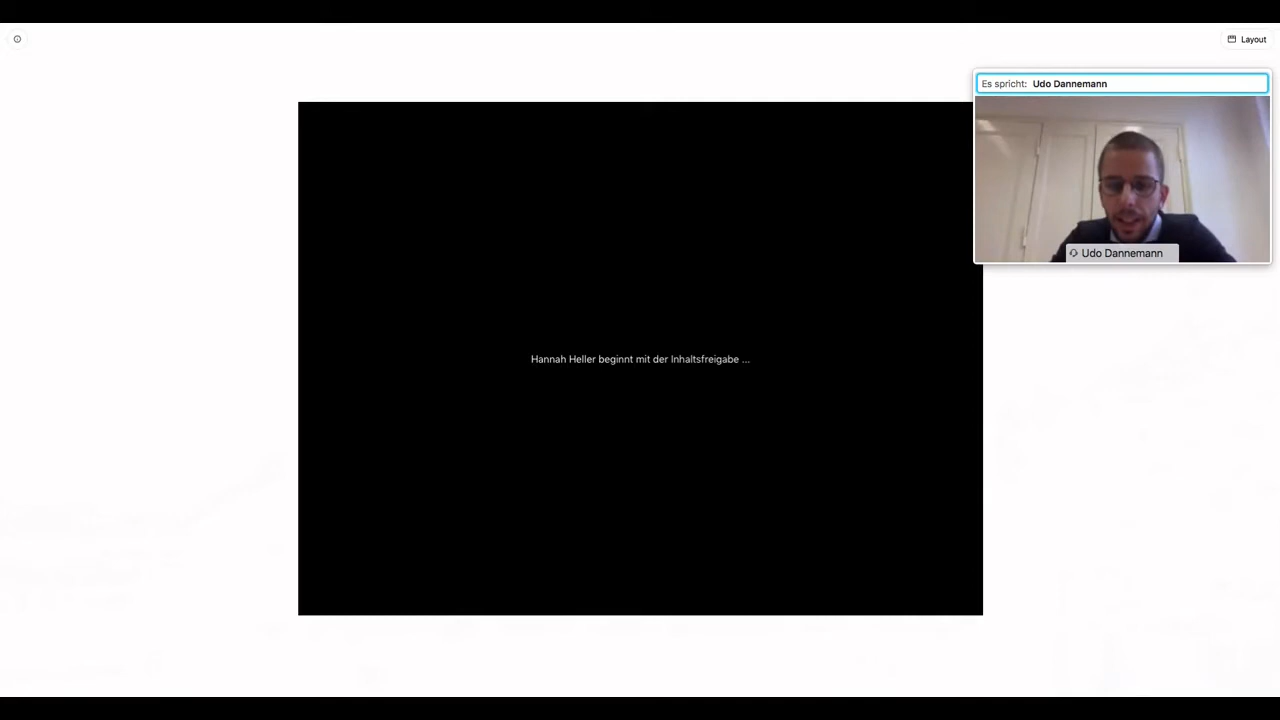 Layout
Es spricht: Udo Dannemann
Udo Dannemann
Hannah Heller beginnt mit der Inhaltsfreigabe ...